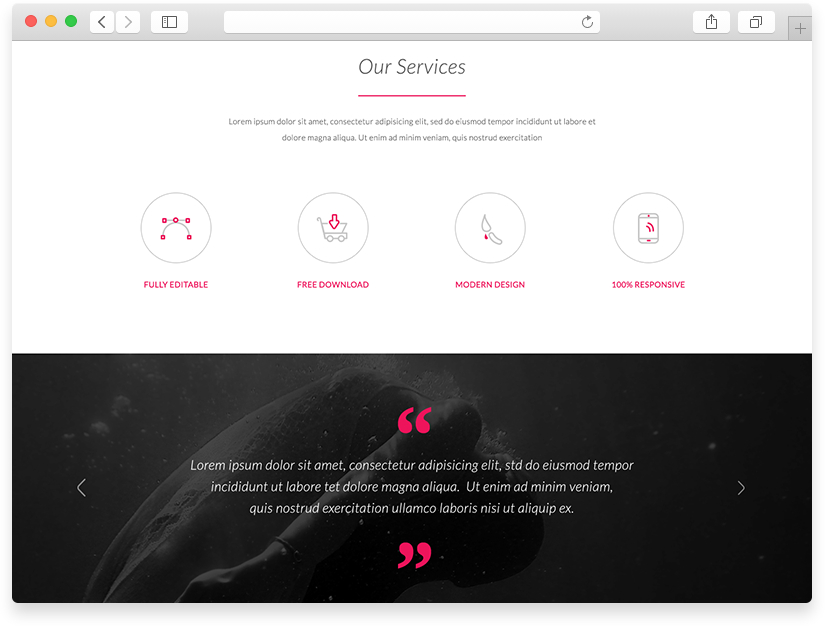 Our Services
Lorem ipsum dolor sit amet, consectetur adipisicing elit, sed do eiusmod tempor incididunt ut labore et
dolore magna aliqua. Ut enim ad minim veniam, quis nostrud exercitation
FULLY EDITABLE
FREE DOWNLOAD
MODERN DESIGN
100% RESPONSIVE
“
Lorem ipsum dolor sit amet, consectetur adipisicing elit, std do eiusmod tempor
incididunt ut labore tet dolore magna aliqua.  Ut enim ad minim veniam,
quis nostrud exercitation ullamco laboris nisi ut aliquip ex.
”